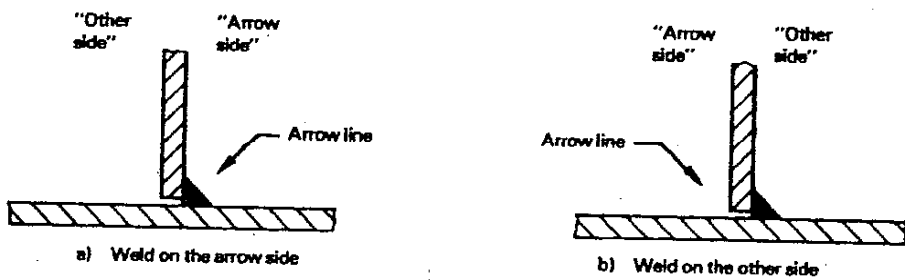 "Other side"
"Arrow side"
Arrow line
a) Weld on the arrow side
"Arrow side"
"Other side"
Arrow line
b) Weld on the other side